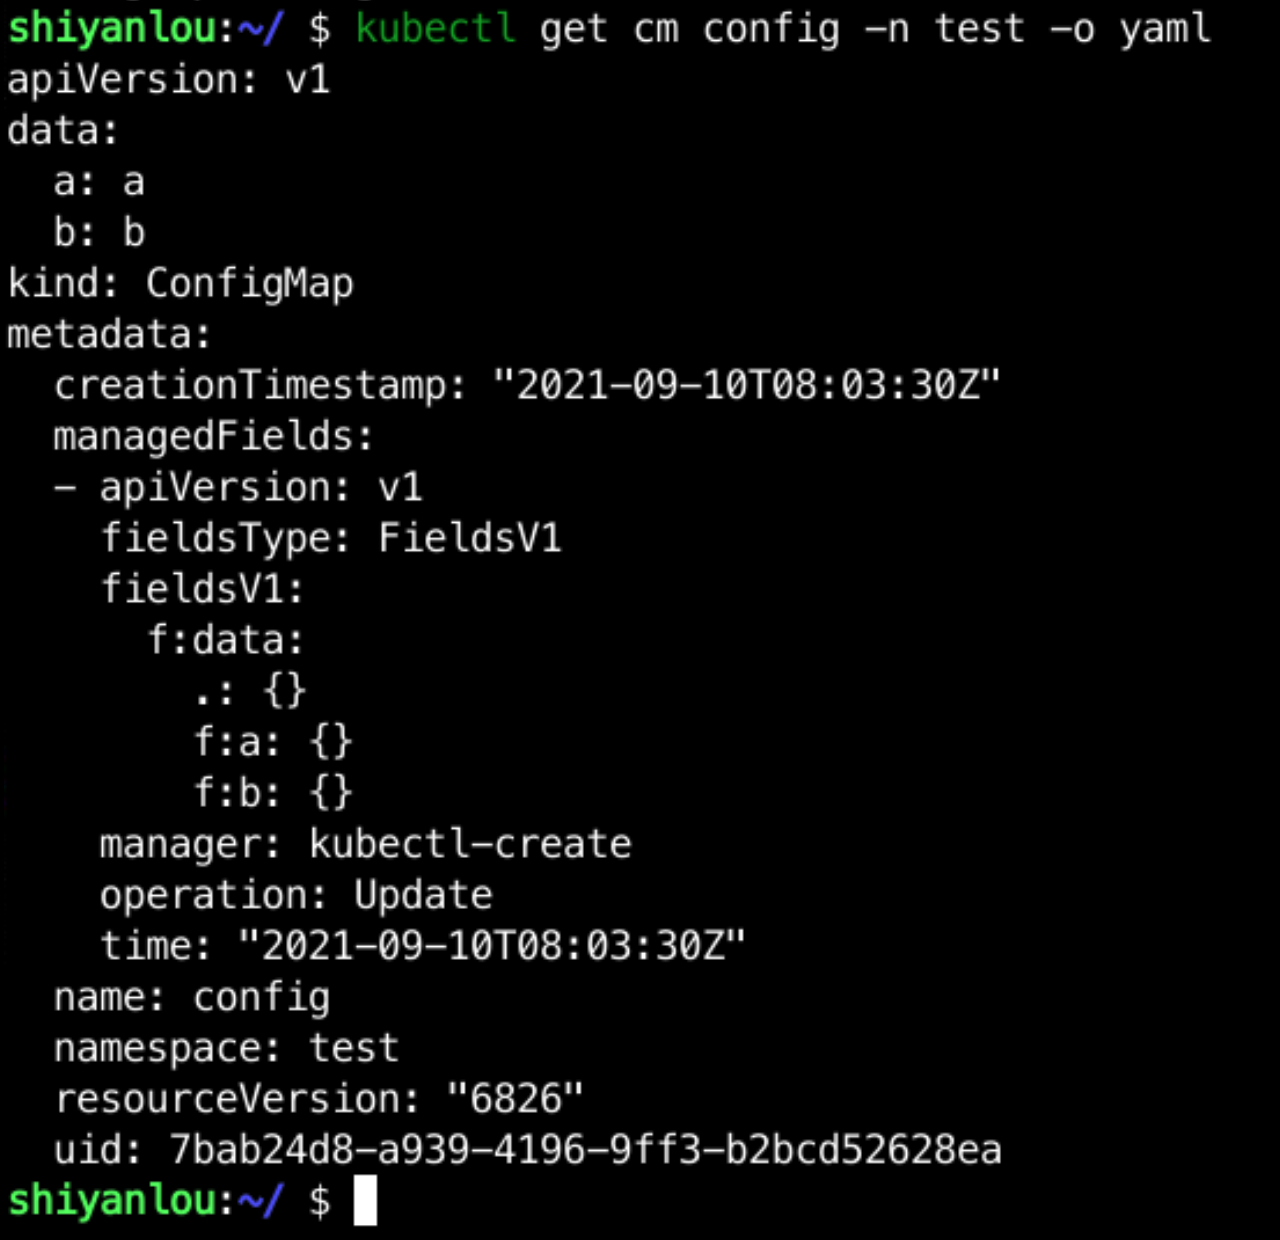 shiyanlou:~/ $ kubectl get cm config -n test -o yaml
apiVersion: v1
data:
  a: a
  b: b
kind: ConfigMap
metadata:
  creationTimestamp: "2021-09-10T08:03:30Z"
  managedFields:
  - apiVersion: v1
    fieldsType: FieldsV1
    fieldsV1:
      f:data:
        .: {}
        f:a: {}
        f:b: {}
    manager: kubectl-create
    operation: Update
    time: "2021-09-10T08:03:30Z"
  name: config
  namespace: test
  resourceVersion: "6826"
  uid: 7bab24d8-a939-4196-9ff3-b2bcd52628ea
shiyanlou:~/ $